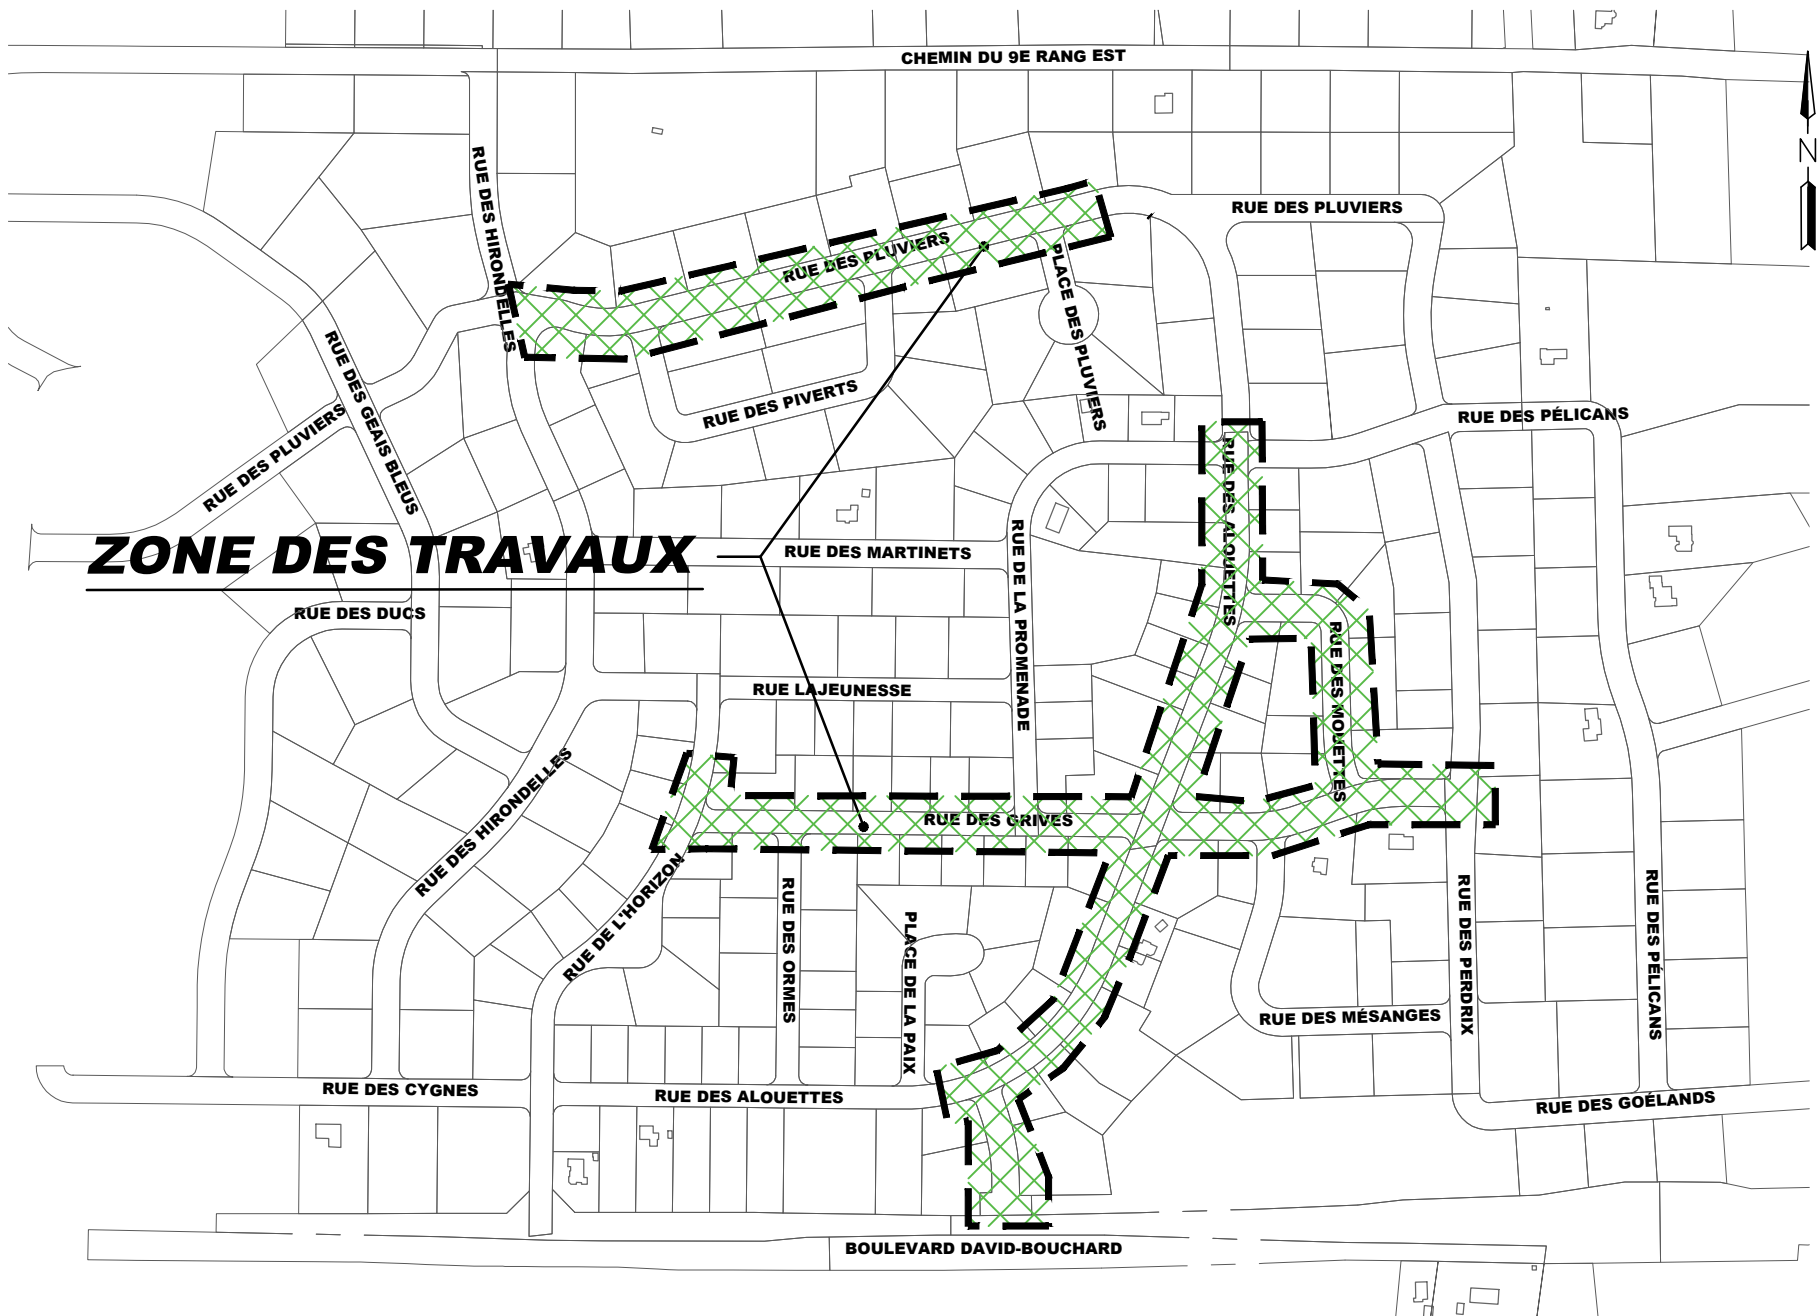 CHEMIN DU 9E RANG EST
N
RUE DES HIRONDELLES
RUE DES PLUVIERS
RUE DES PLUVIERS
PLACE DES PLUVIERS
RUE DES GEAIS BLEUS
RUE DES PIVERTS
RUE DES PLUVIERS
RUE DES PÉLICANS
RUE DES ALOUETTES
ZONE DES TRAVAUX
RUE DES MARTINETS
RUE DE LA PROMENADE
RUE DES DUCS
RUE DES MOUETTES
RUE LAJEUNESSE
RUE DES HIRONDELLES
RUE DES GRIVES
RUE DE L'HORIZON
RUE DES ORMES
PLACE DE LA PAIX
RUE DES PERDRIX
RUE DES PÉLICANS
RUE DES MÉSANGES
RUE DES CYGNES
RUE DES ALOUETTES
RUE DES GOÉLANDS
BOULEVARD DAVID-BOUCHARD